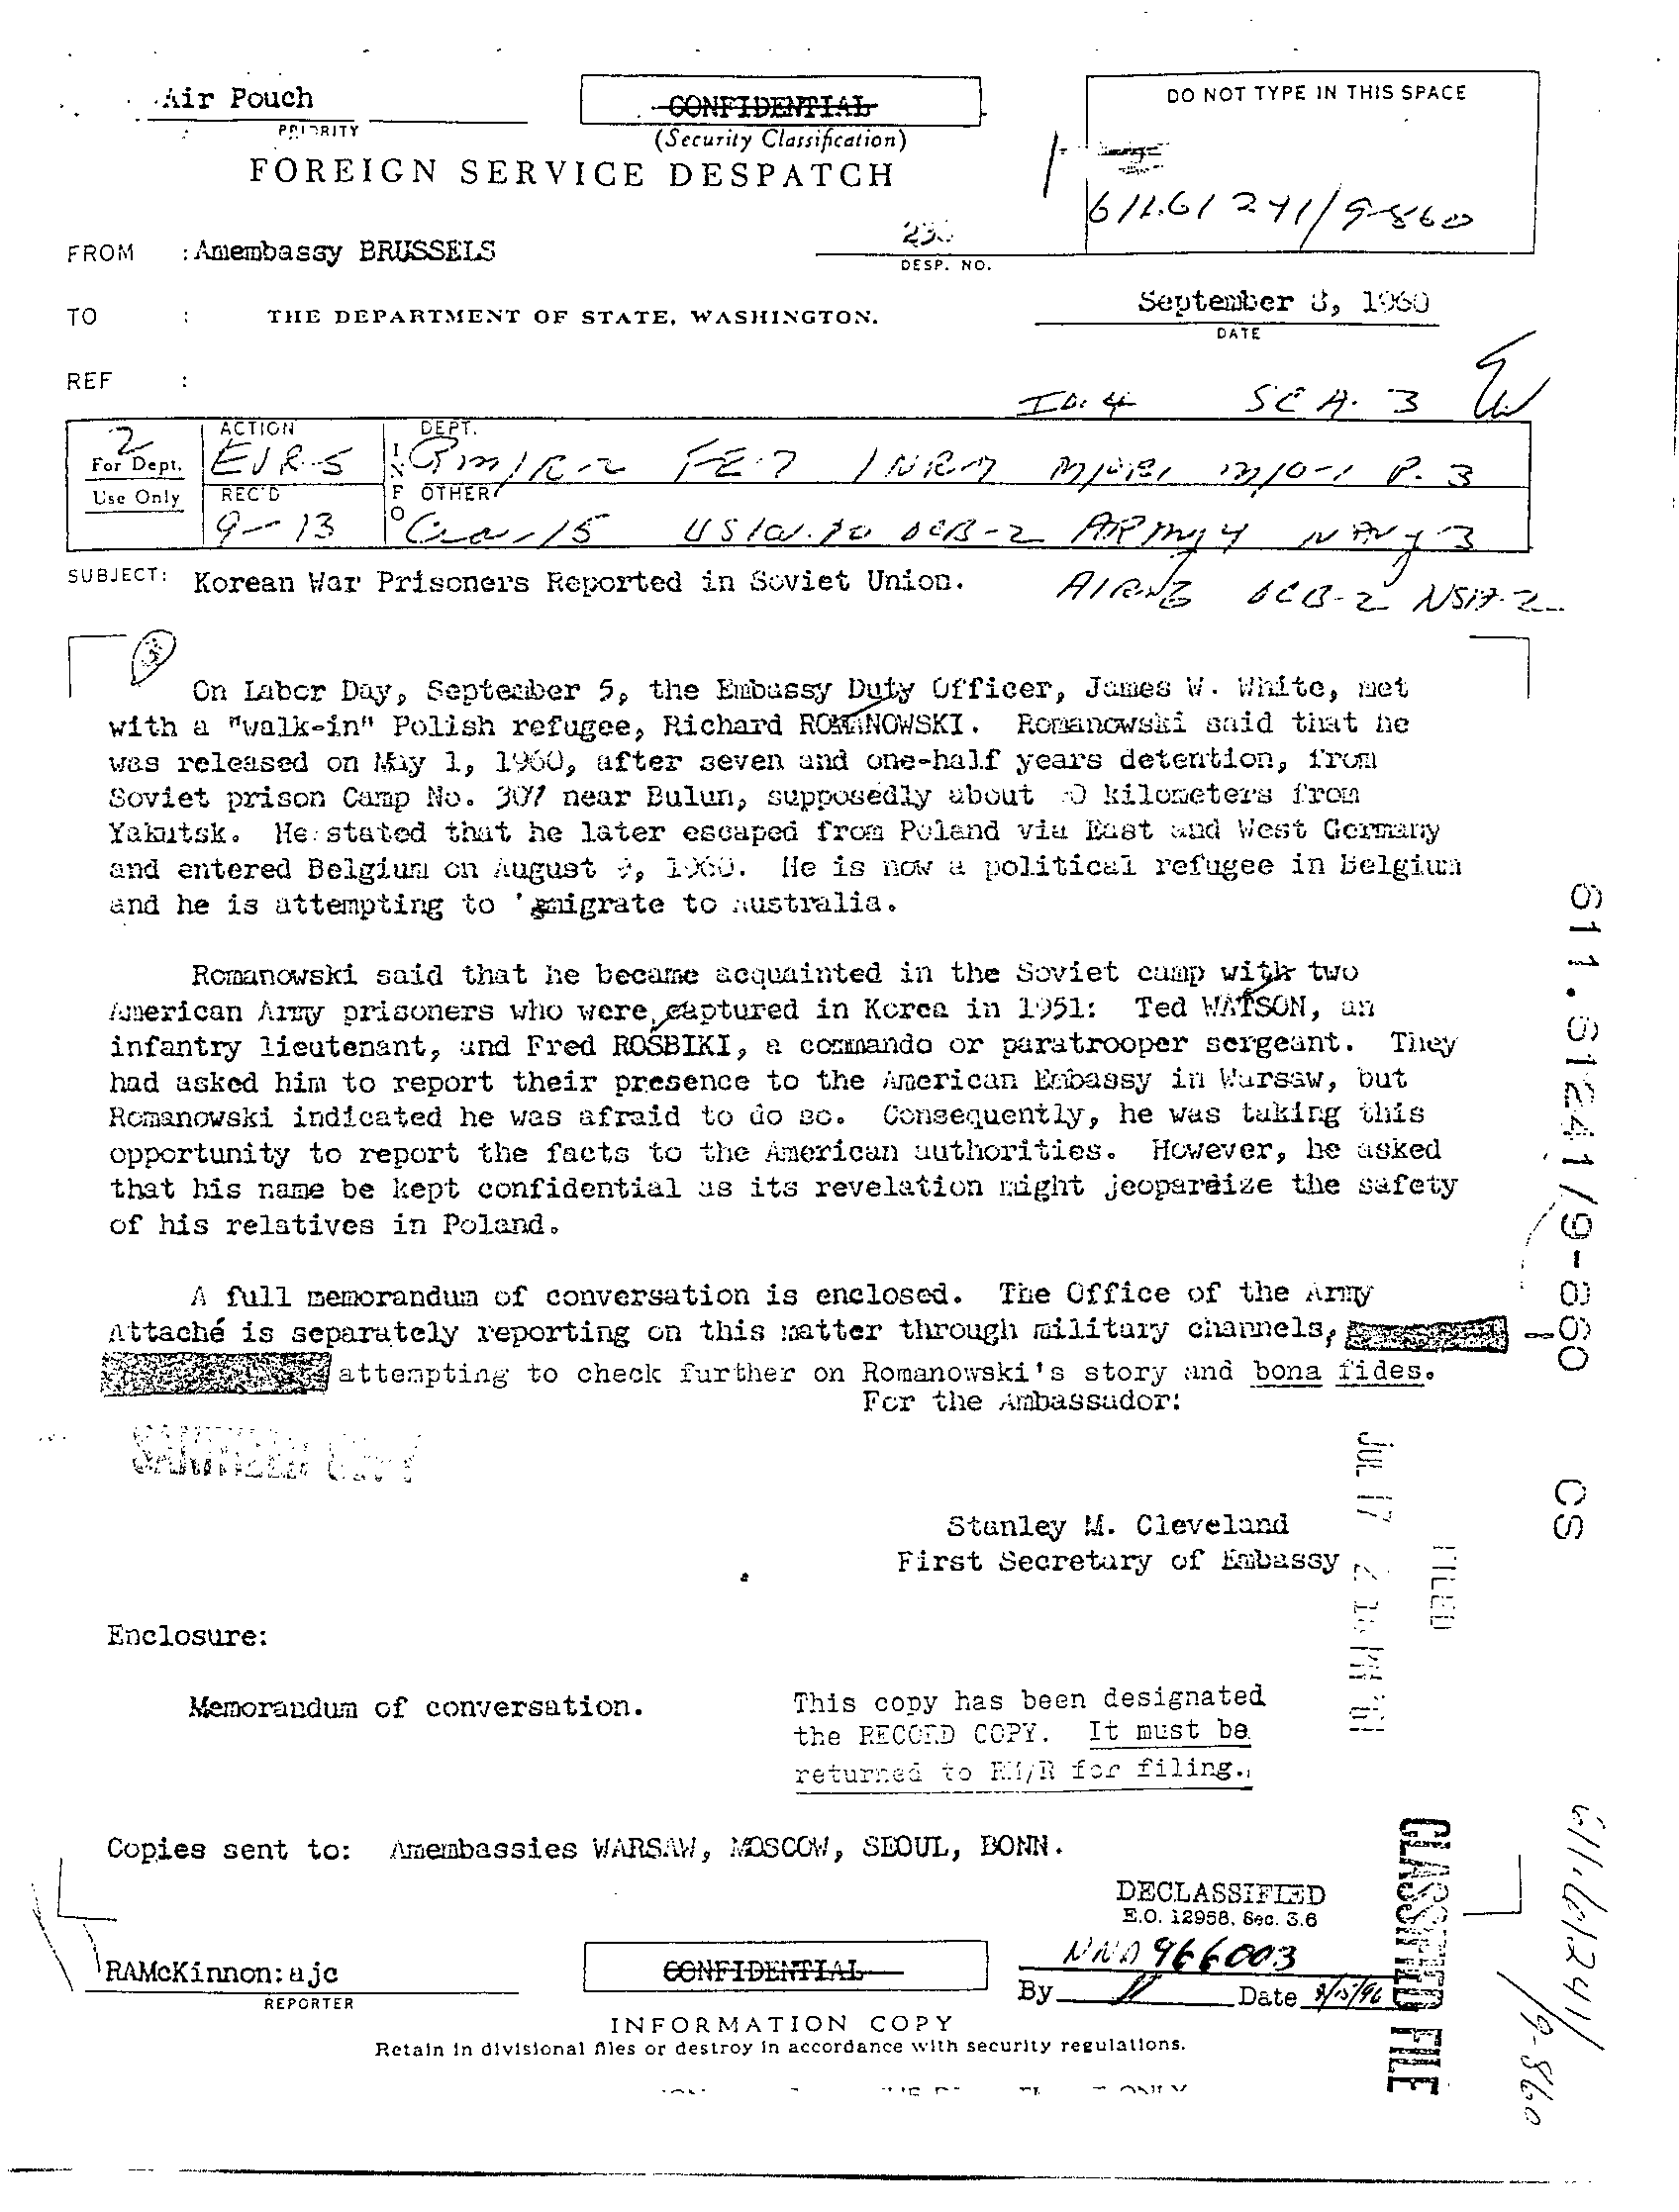 Air Pouch
PRIORITY
CONFIDENTIAL
(Security Classification)
DO NOT TYPE IN THIS SPACE
FOREIGN SERVICE DESPATCH
611.61241/9-860
FROM : Amembassy BRUSSELS
DESP. NO.
TO : THE DEPARTMENT OF STATE, WASHINGTON.
September 8, 1960
DATE
REF :
SCA. 3
2
For Dept.
Use Only
ACTION
EUR-5
REC'D
9-13
INFO
DEPT.
RM/R-2 FE-7 INR-7 P. 3
OTHER
CIA-15 USIA-10 OCB-2 ARMY 4 NAVY 3
SUBJECT: Korean War Prisoners Reported in Soviet Union.
AIR OCB-2 NSA-2
On Labor Day, September 5, the Embassy Duty Officer, James W. White, met
with a "walk-in" Polish refugee, Richard ROMANOWSKI. Romanowski said that he
was released on May 1, 1960, after seven and one-half years detention, from
Soviet prison Camp No. 307 near Bulun, supposedly about kilometers from
Yakutsk. He stated that he later escaped from Poland via East and West Germany
and entered Belgium on August 1960. He is now a political refugee in Belgium
and he is attempting to emigrate to Australia.
Romanowski said that he became acquainted in the Soviet camp with two
American Army prisoners who were captured in Korea in 1951: Ted WATSON, an
infantry lieutenant, and Fred ROSBIKI, a commando or paratrooper sergeant. They
had asked him to report their presence to the American Embassy in Warsaw, but
Romanowski indicated he was afraid to do so. Consequently, he was taking this
opportunity to report the facts to the American authorities. However, he asked
that his name be kept confidential as its revelation might jeopardize the safety
of his relatives in Poland.
A full memorandum of conversation is enclosed. The Office of the Army
Attaché is separately reporting on this matter through military channels,
attempting to check further on Romanowski's story and bona fides.
For the Ambassador:
SANITIZED COPY
Stanley M. Cleveland
First Secretary of Embassy
Enclosure:
Memorandum of conversation.
This copy has been designated
the RECORD COPY. It must be
returned to RM/R for filing.
Copies sent to: Amembassies WARSAW, MOSCOW, SEOUL, BONN.
DECLASSIFIED
E.O. 12958, Sec. 3.6
NND 966003
By Date 8/15/96
RAMcKinnon:ajc
REPORTER
CONFIDENTIAL
INFORMATION COPY
Retain in divisional files or destroy in accordance with security regulations.
611.61241/9-860
CS
JUL 17
FILED
CLASSIFIED FILE
611.61241/9-860